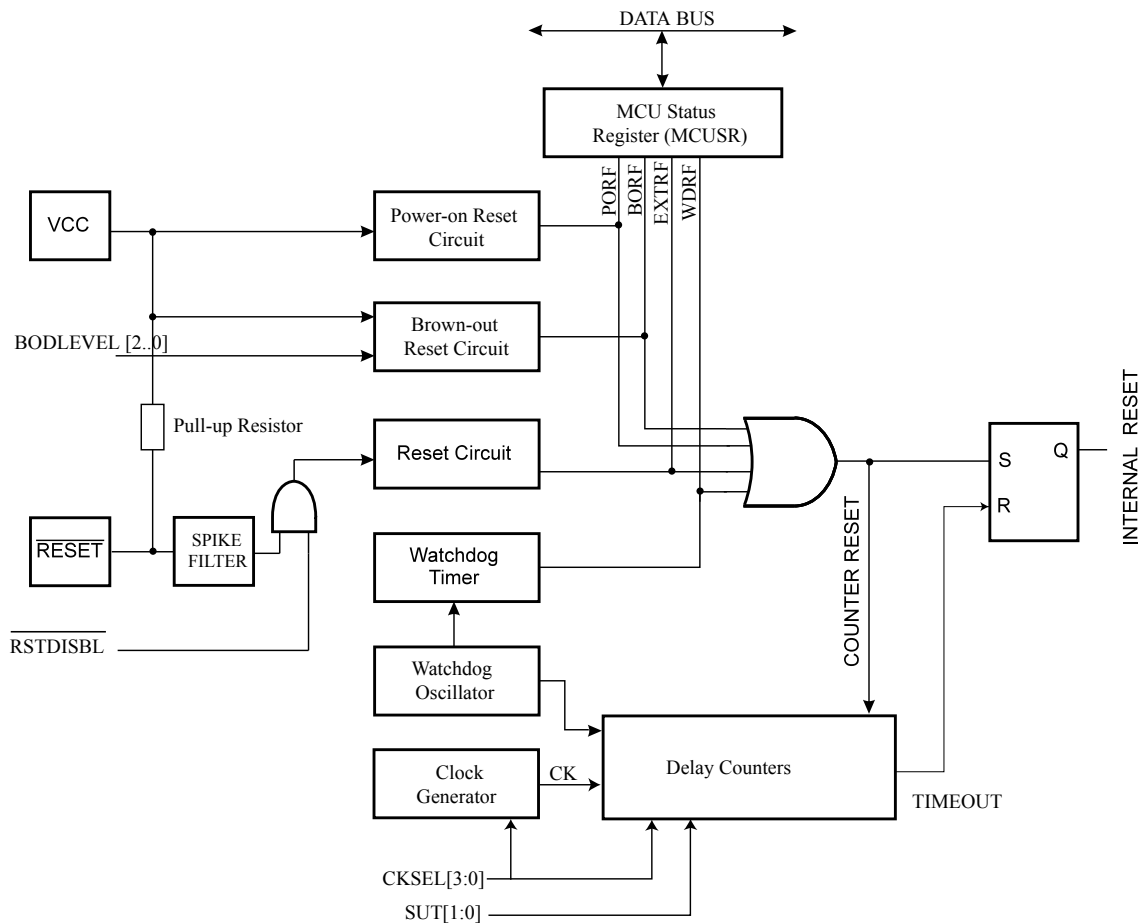 DATA BUS
MCU Status
Register (MCUSR)
PORF
BORF
EXTRF
WDRF
VCC
Power-on Reset
Circuit
BODLEVEL [2..0]
Brown-out
Reset Circuit
Pull-up Resistor
Reset Circuit
S
Q
R
INTERNAL RESET
RESET
SPIKE
FILTER
Watchdog
Timer
COUNTER RESET
RSTDISBL
Watchdog
Oscillator
Clock
Generator
CK
Delay Counters
TIMEOUT
CKSEL[3:0]
SUT[1:0]